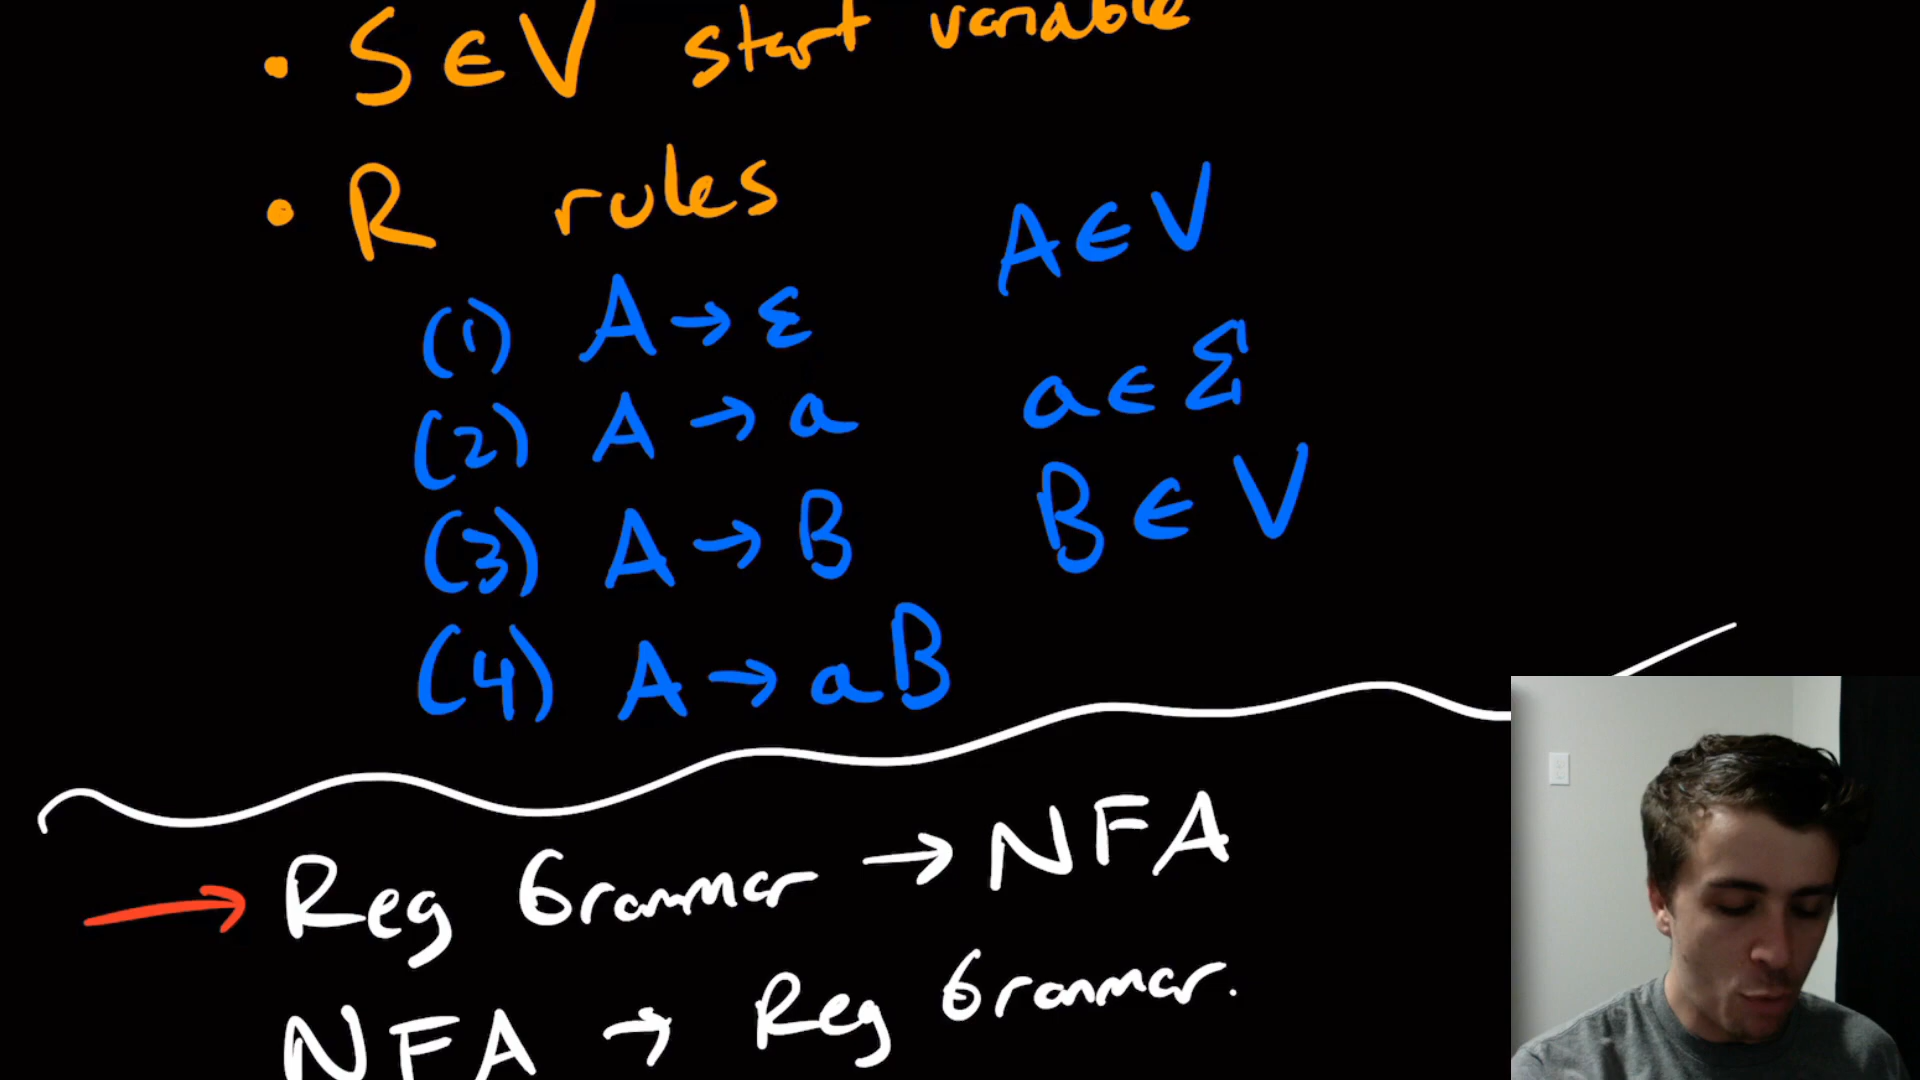 • S ∈ V start variable
• R rules
A ∈ V
(1) A → ε
a ∈ Σ
(2) A → a
B ∈ V
(3) A → B
(4) A → aB
→ Reg Grammar → NFA
NFA → Reg Grammar.